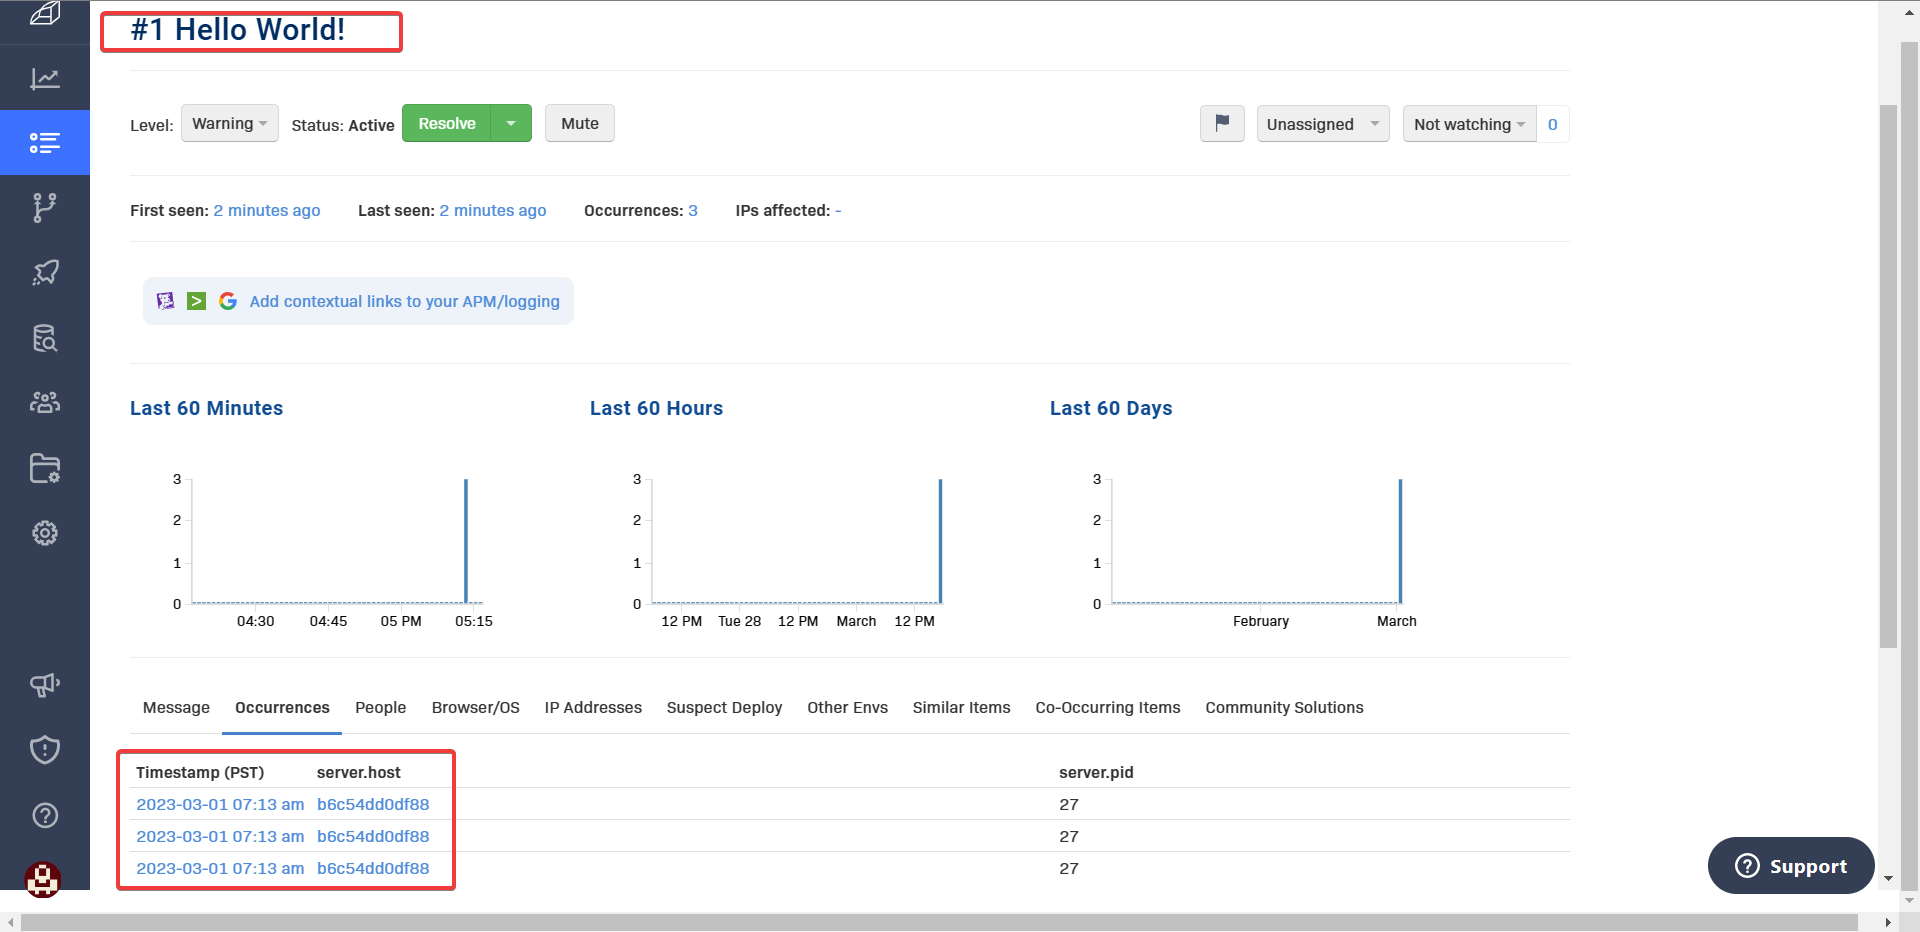 #1 Hello World!
Level: Warning Status: Active Resolve Mute Unassigned Not watching 0
First seen: 2 minutes ago Last seen: 2 minutes ago Occurrences: 3 IPs affected: -
Add contextual links to your APM/logging
Last 60 Minutes Last 60 Hours Last 60 Days
3 3 3
2 2 2
1 1 1
0 0 0
04:30 04:45 05 PM 05:15 12 PM Tue 28 12 PM March 12 PM February March
Message Occurrences People Browser/OS IP Addresses Suspect Deploy Other Envs Similar Items Co-Occurring Items Community Solutions
Timestamp (PST) server.host server.pid
2023-03-01 07:13 am b6c54dd0df88 27
2023-03-01 07:13 am b6c54dd0df88 27
2023-03-01 07:13 am b6c54dd0df88 27
Support